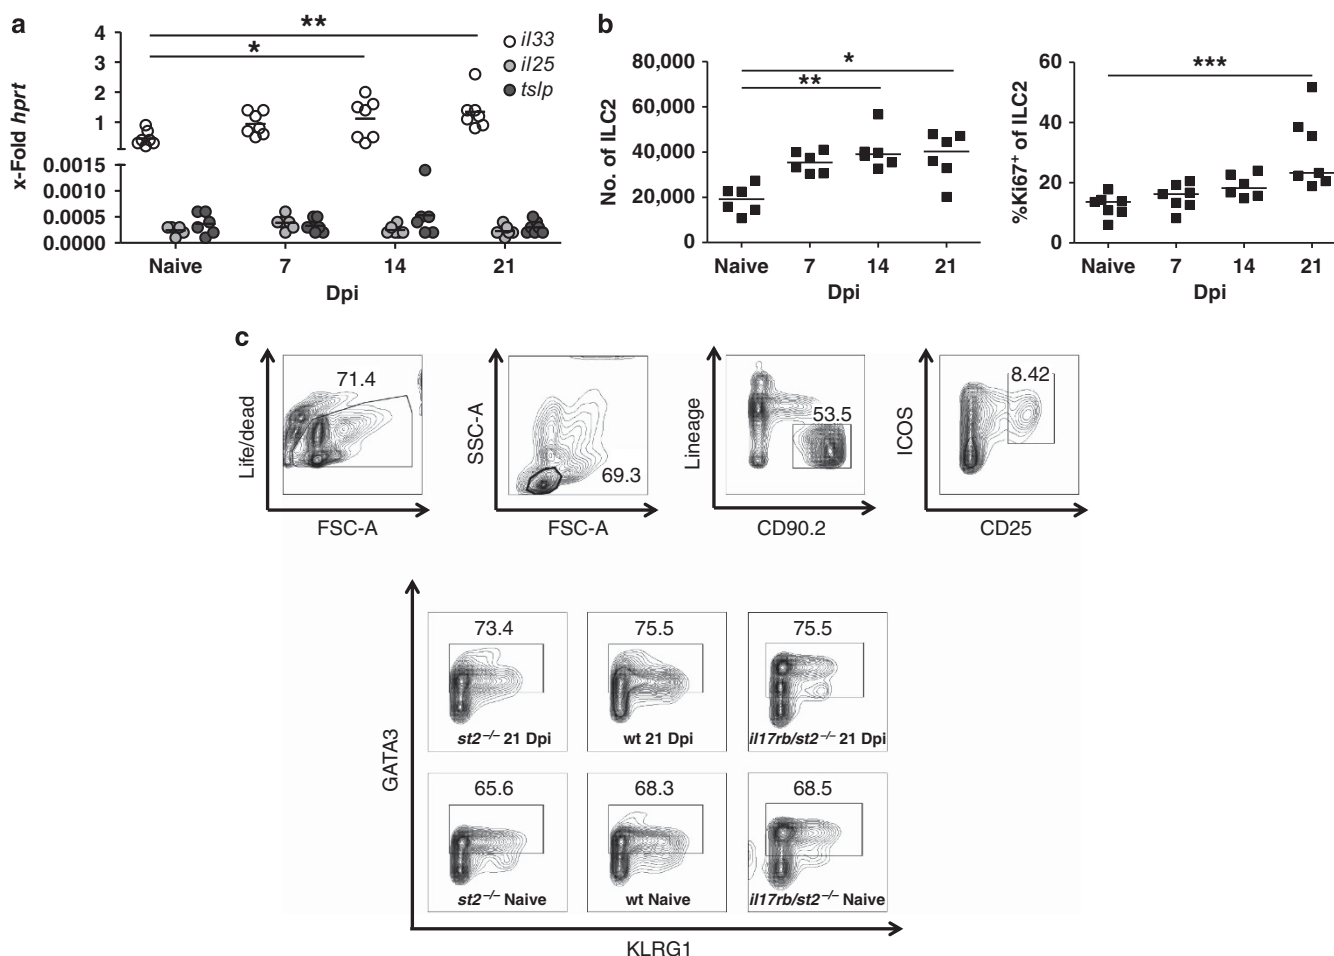 a
**
*
4
3
2
1
0.0015
0.0010
0.0005
0.0000
x-Fold hprt
il33
il25
tslp
Naive 7 14 21
Dpi
b
80,000
60,000
40,000
20,000
0
No. of ILC2
*
**
Naive 7 14 21
Dpi
60
40
20
0
%Ki67⁺ of ILC2
***
Naive 7 14 21
Dpi
c
Life/dead
71.4
FSC-A
SSC-A
69.3
FSC-A
Lineage
53.5
CD90.2
ICOS
8.42
CD25
GATA3
73.4 75.5 75.5
st2⁻/⁻ 21 Dpi wt 21 Dpi il17rb/st2⁻/⁻ 21 Dpi
65.6 68.3 68.5
st2⁻/⁻ Naive wt Naive il17rb/st2⁻/⁻ Naive
KLRG1